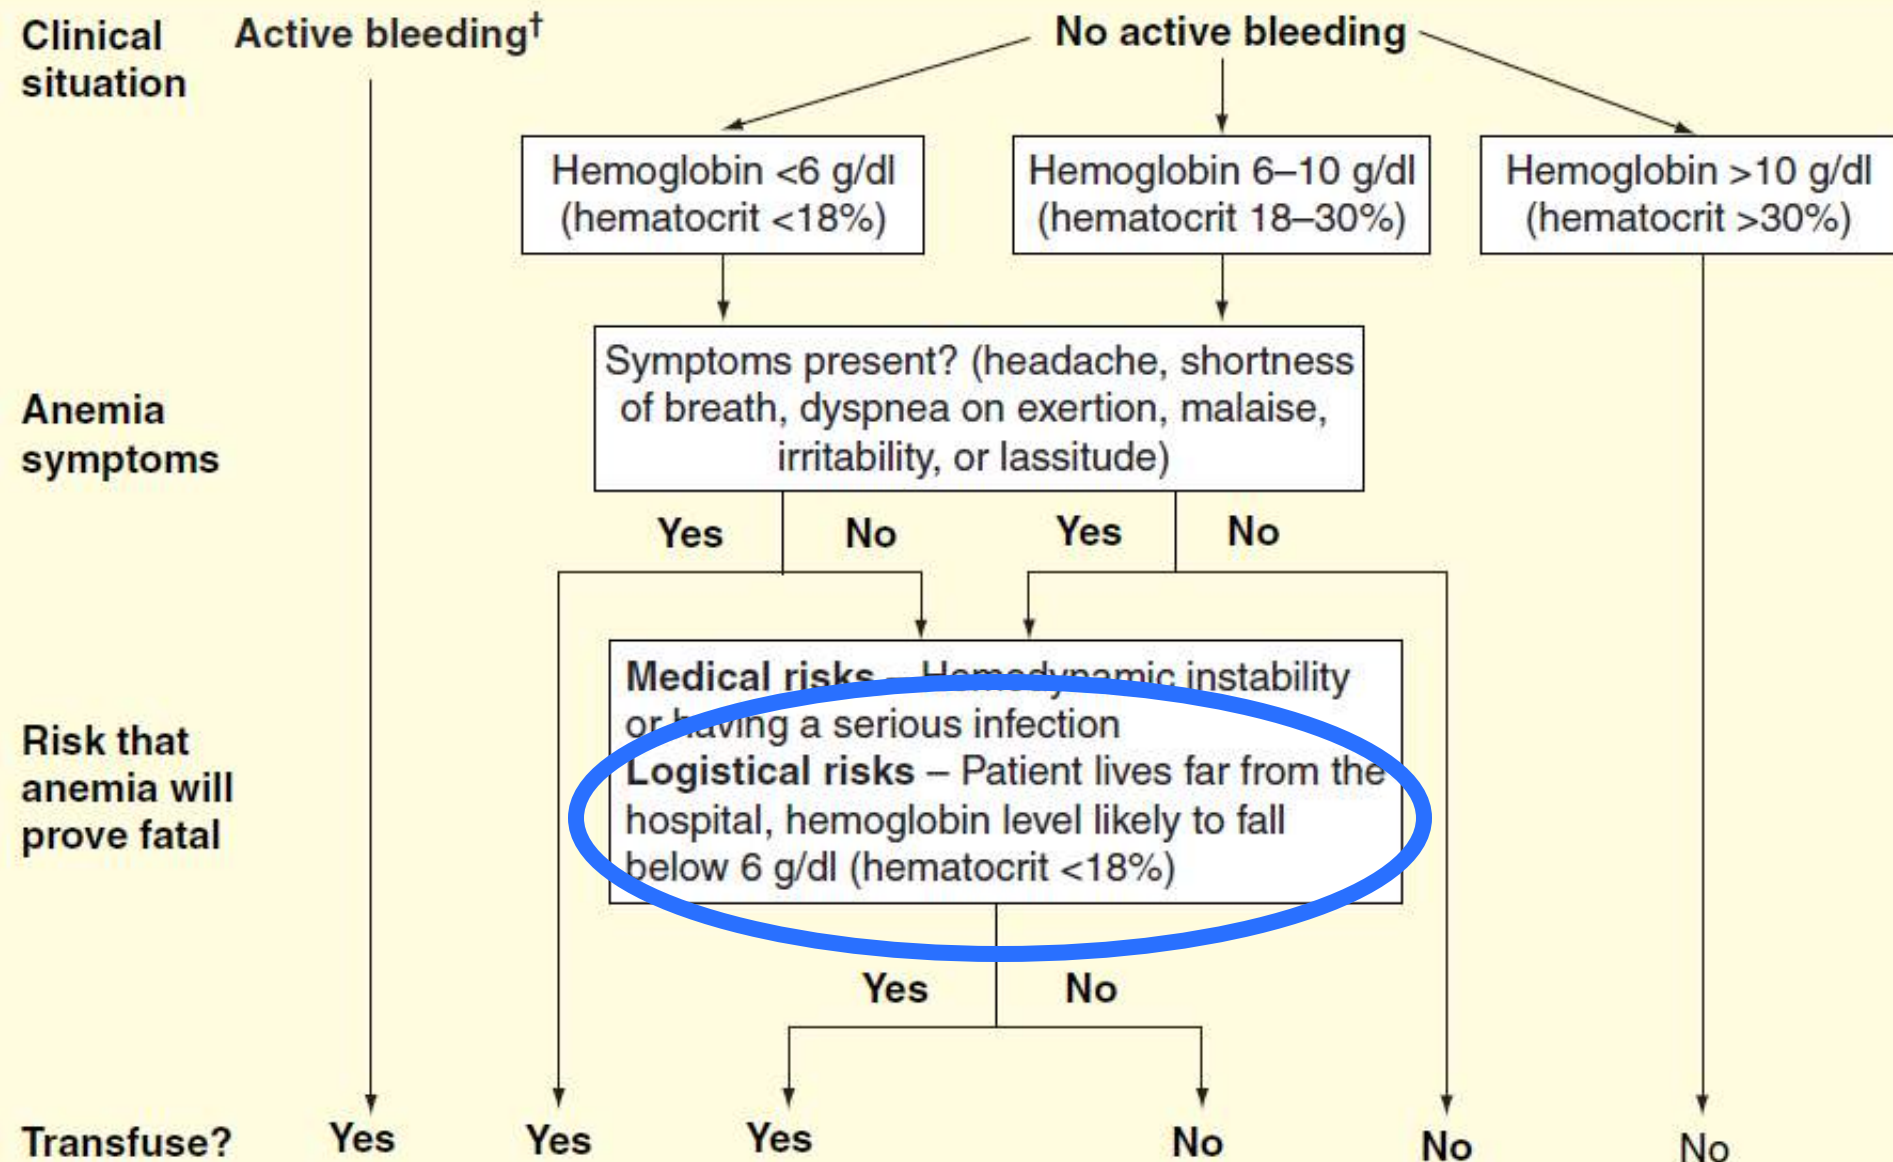 Clinical
situation
Active bleeding†
No active bleeding
Hemoglobin <6 g/dl
(hematocrit <18%)
Hemoglobin 6–10 g/dl
(hematocrit 18–30%)
Hemoglobin >10 g/dl
(hematocrit >30%)
Anemia
symptoms
Symptoms present? (headache, shortness
of breath, dyspnea on exertion, malaise,
irritability, or lassitude)
Yes
No
Yes
No
Risk that
anemia will
prove fatal
Medical risks – Hemodynamic instability
or having a serious infection
Logistical risks – Patient lives far from the
hospital, hemoglobin level likely to fall
below 6 g/dl (hematocrit <18%)
Yes
No
Transfuse?
Yes
Yes
Yes
No
No
No